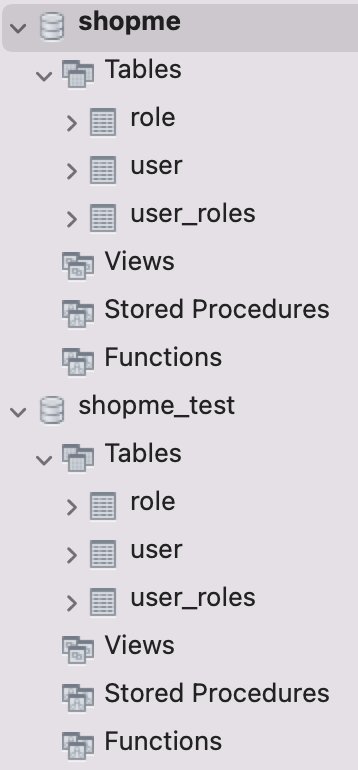 shopme
Tables
role
user
user_roles
Views
Stored Procedures
Functions
shopme_test
Tables
role
user
user_roles
Views
Stored Procedures
Functions